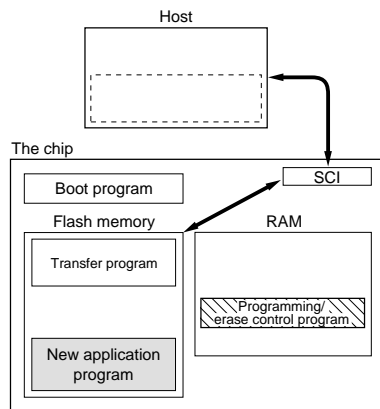 Host
The chip
SCI
Boot program
Flash memory
RAM
Transfer program
Programming/
erase control program
New application
program